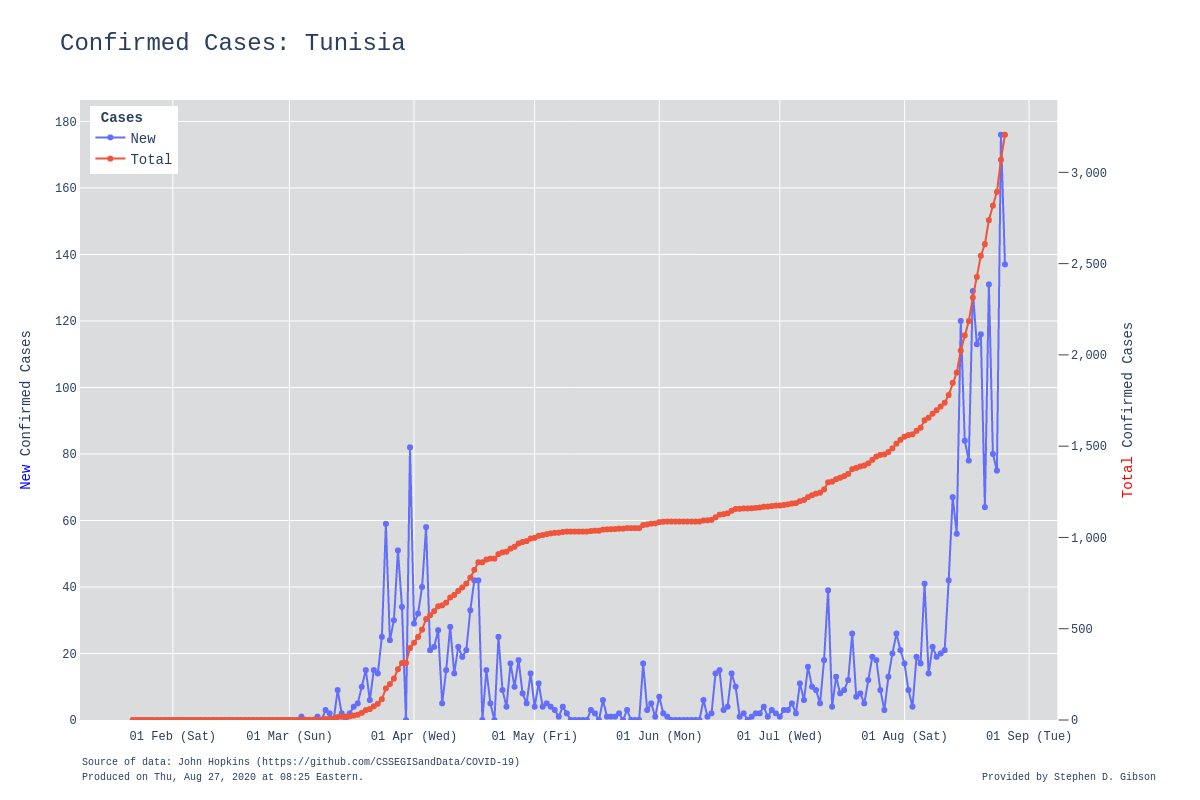 Confirmed Cases: Tunisia
Cases
New
Total
180
160
140
120
100
80
60
40
20
0
3,000
2,500
2,000
1,500
1,000
500
0
New Confirmed Cases
Total Confirmed Cases
01 Feb (Sat) 01 Mar (Sun) 01 Apr (Wed) 01 May (Fri) 01 Jun (Mon) 01 Jul (Wed) 01 Aug (Sat) 01 Sep (Tue)
Source of data: John Hopkins (https://github.com/CSSEGISandData/COVID-19)
Produced on Thu, Aug 27, 2020 at 08:25 Eastern.
Provided by Stephen D. Gibson